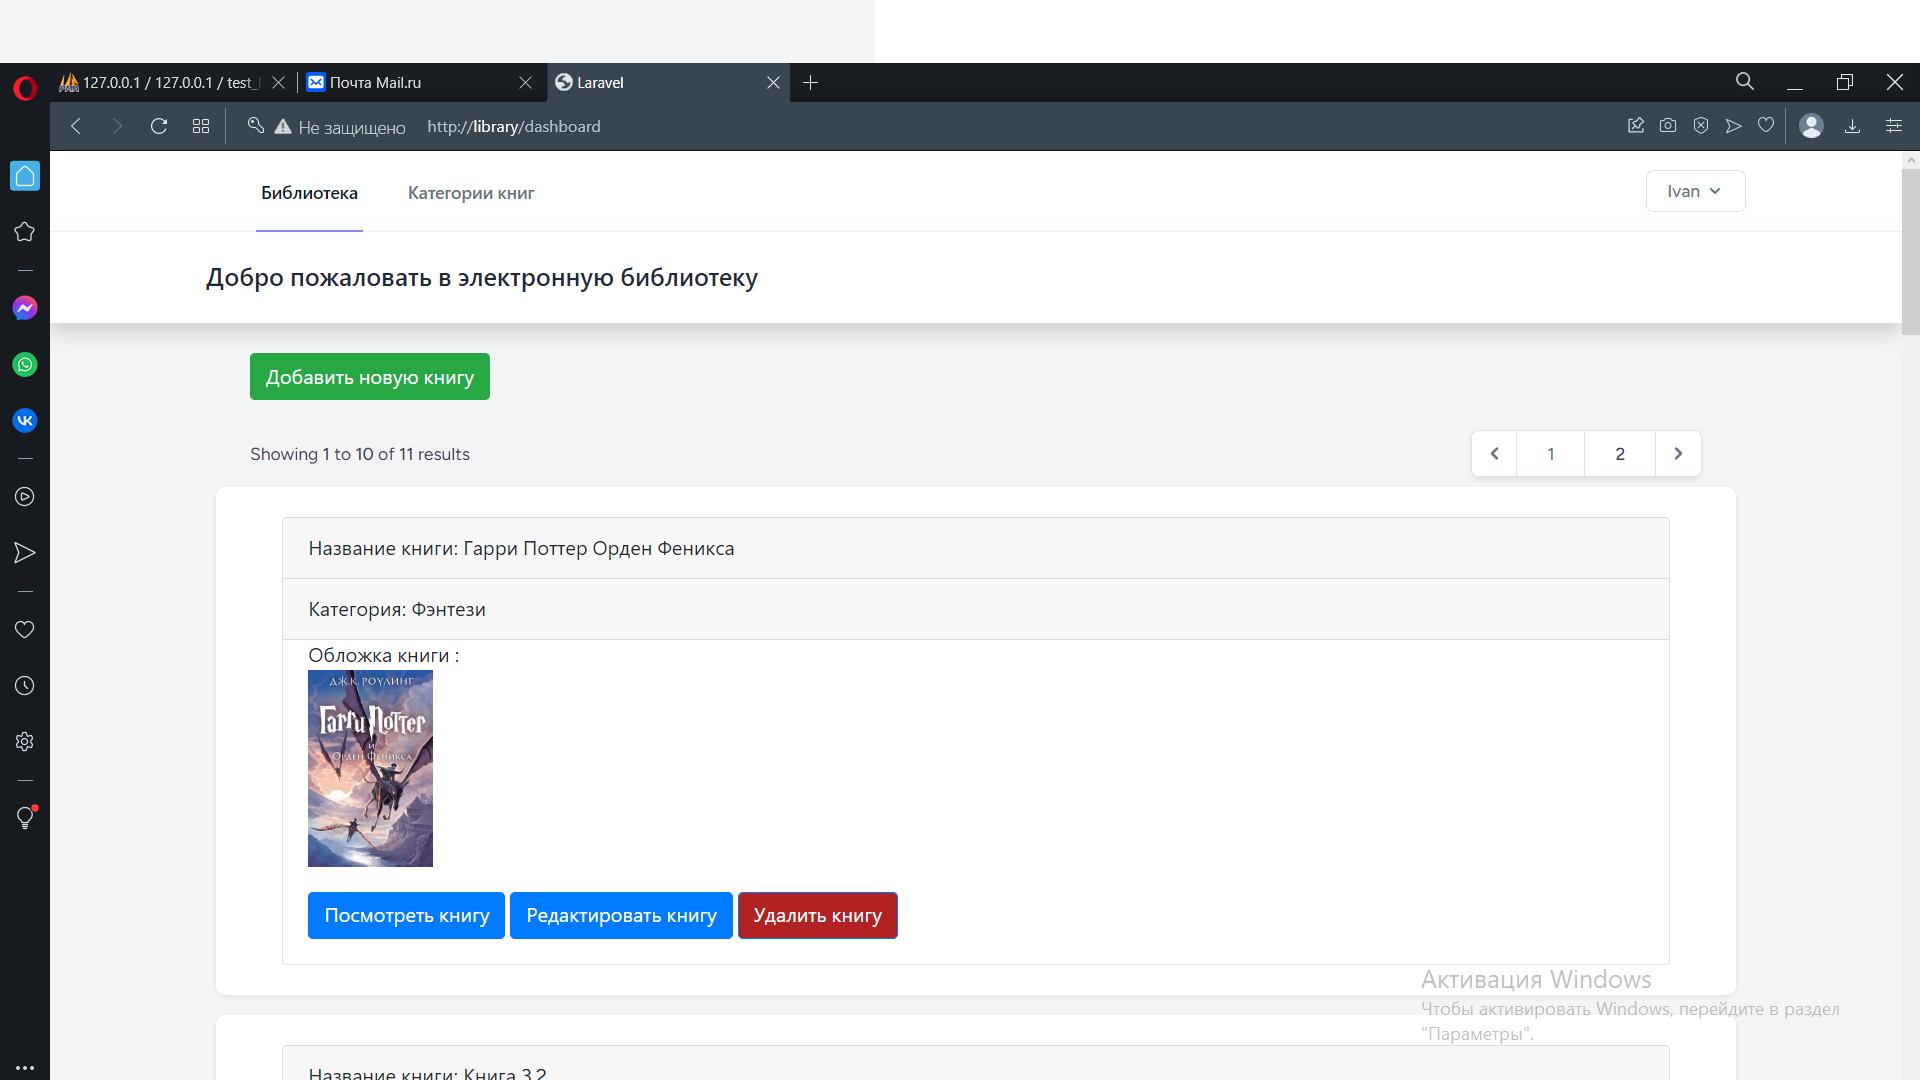 127.0.0.1 / 127.0.0.1 / test_
Почта Mail.ru
Laravel
Не защищено
http://library/dashboard
Библиотека
Категории книг
Ivan
Добро пожаловать в электронную библиотеку
Добавить новую книгу
Showing 1 to 10 of 11 results
1
2
Название книги: Гарри Поттер Орден Феникса
Категория: Фэнтези
Обложка книги :
ДЖ.К. РОУЛИНГ
Гарри Поттер
и
Орден Феникса
Посмотреть книгу
Редактировать книгу
Удалить книгу
Активация Windows
Чтобы активировать Windows, перейдите в раздел
"Параметры".
Название книги: Книга 3.2